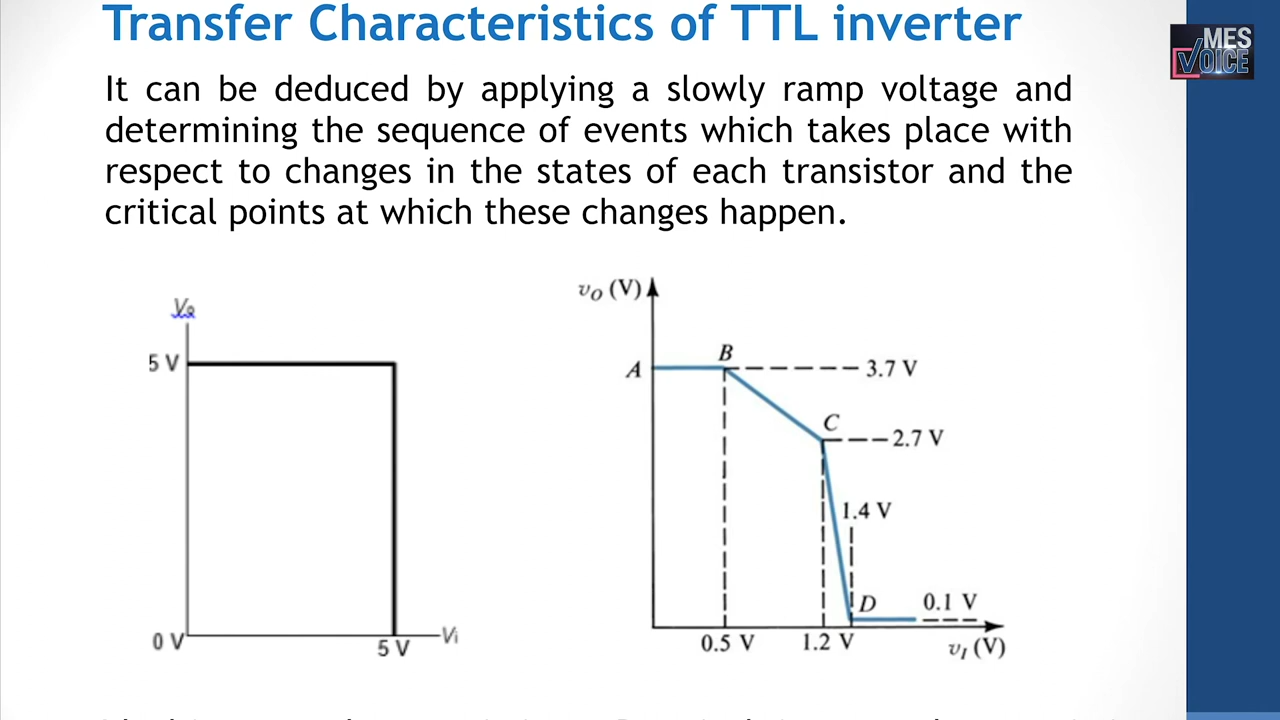 Transfer Characteristics of TTL inverter
MES
VOICE
It can be deduced by applying a slowly ramp voltage and
determining the sequence of events which takes place with
respect to changes in the states of each transistor and the
critical points at which these changes happen.
Vo
5 V
0 V
5 V
Vi
vO (V)
A
B
3.7 V
C
2.7 V
1.4 V
D
0.1 V
0.5 V
1.2 V
vI (V)